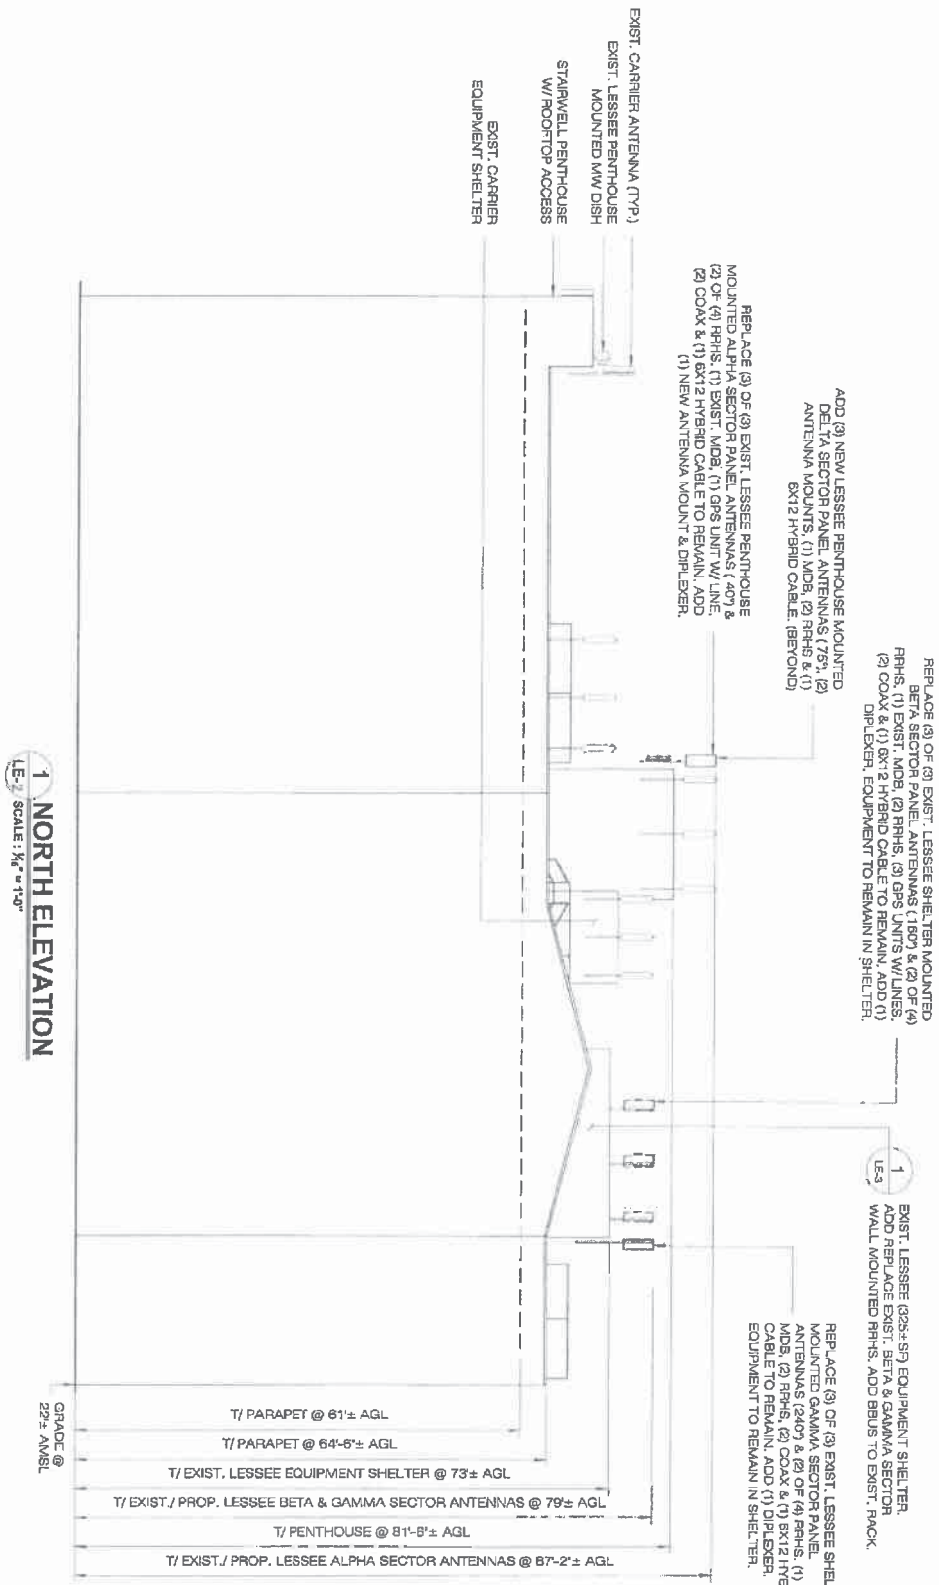 EXIST. CARRIER ANTENNA (TYP.)
EXIST. LESSEE PENTHOUSE
MOUNTED MW DISH
STAIRWELL PENTHOUSE
W/ ROOFTOP ACCESS
EXIST. CARRIER
EQUIPMENT SHELTER
REPLACE (3) OF (3) EXIST. LESSEE PENTHOUSE
MOUNTED ALPHA SECTOR PANEL ANTENNAS ( 40°) &
(2) OF (4) RRHS. (1) EXIST. MDB, (1) GPS UNIT W/ LINE,
(2) COAX & (1) 6X12 HYBRID CABLE TO REMAIN. ADD
(1) NEW ANTENNA MOUNT & DIPLEXER.
ADD (3) NEW LESSEE PENTHOUSE MOUNTED
DELTA SECTOR PANEL ANTENNAS ( 75°), (2)
ANTENNA MOUNTS, (1) MDB, (2) RRHS & (1)
6X12 HYBRID CABLE. (BEYOND)
REPLACE (3) OF (3) EXIST. LESSEE SHELTER MOUNTED
BETA SECTOR PANEL ANTENNAS ( 160°) & (2) OF (4)
RRHS. (1) EXIST. MDB, (2) RRHS, (3) GPS UNITS W/ LINES,
(2) COAX & (1) 6X12 HYBRID CABLE TO REMAIN. ADD (1)
DIPLEXER. EQUIPMENT TO REMAIN IN SHELTER.
1
LE-3
EXIST. LESSEE (325± SF) EQUIPMENT SHELTER.
ADD REPLACE EXIST. BETA & GAMMA SECTOR
WALL MOUNTED RRHS. ADD BBUS TO EXIST. RACK.
REPLACE (3) OF (3) EXIST. LESSEE SHEL
MOUNTED GAMMA SECTOR PANEL
ANTENNAS (240°) & (2) OF (4) RRHS. (1)
MDB, (2) RRHS, (2) COAX & (1) 6X12 HYB
CABLE TO REMAIN. ADD (1) DIPLEXER.
EQUIPMENT TO REMAIN IN SHELTER.
T/ PARAPET @ 61'± AGL
T/ PARAPET @ 64'-6"± AGL
T/ EXIST. LESSEE EQUIPMENT SHELTER @ 73'± AGL
T/ EXIST./ PROP. LESSEE BETA & GAMMA SECTOR ANTENNAS @ 79'± AGL
T/ PENTHOUSE @ 81'-6"± AGL
T/ EXIST./ PROP. LESSEE ALPHA SECTOR ANTENNAS @ 87'-2"± AGL
GRADE @
22'± AMSL
1
LE-2
NORTH ELEVATION
SCALE : 1/16" = 1'-0"